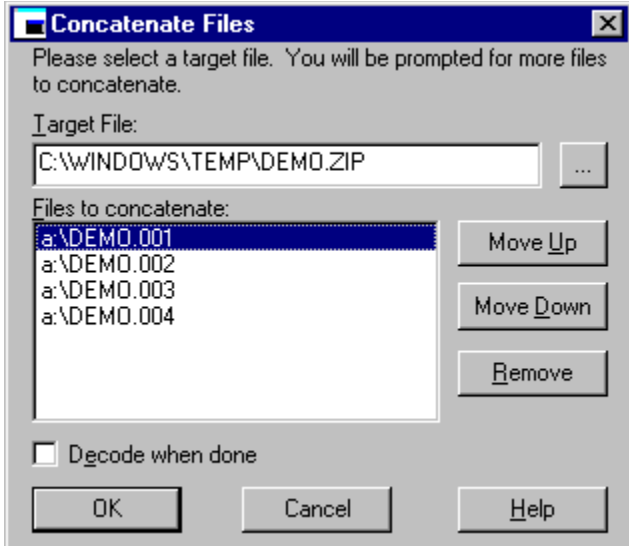 Concatenate Files
Please select a target file. You will be prompted for more files
to concatenate.
Target File:
C:\WINDOWS\TEMP\DEMO.ZIP
...
Files to concatenate:
a:\DEMO.001
a:\DEMO.002
a:\DEMO.003
a:\DEMO.004
Move Up
Move Down
Remove
Decode when done
OK
Cancel
Help